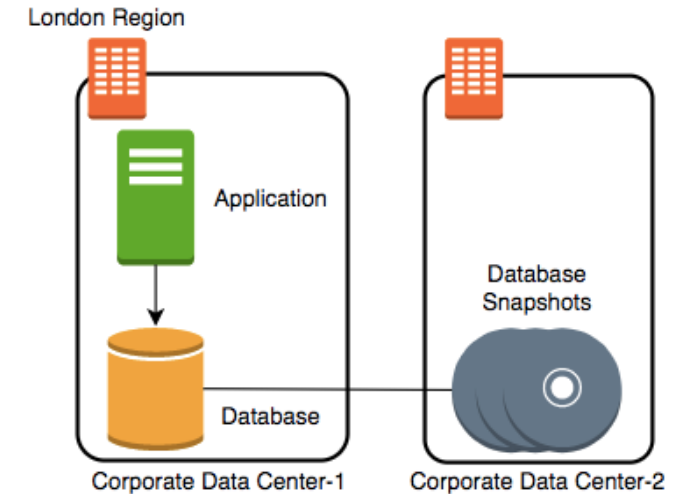 London Region
Application
Database
Snapshots
Database
Corporate Data Center-1
Corporate Data Center-2